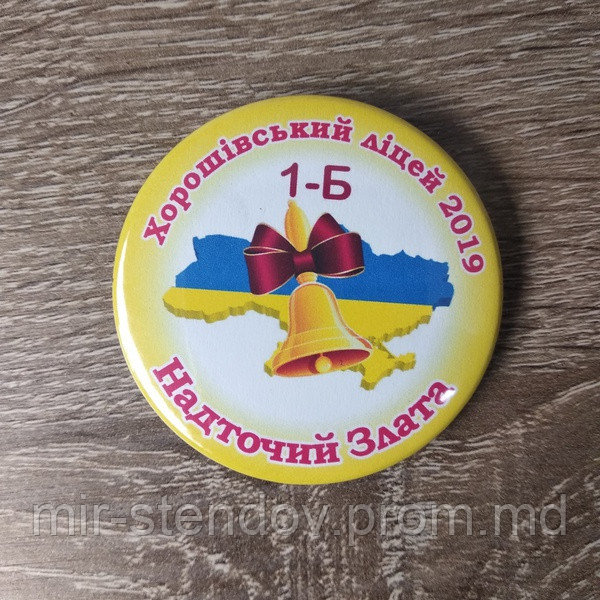 Хорошівський ліцей 2019
1-Б
Надточий Злата
mir-stendov.prom.md